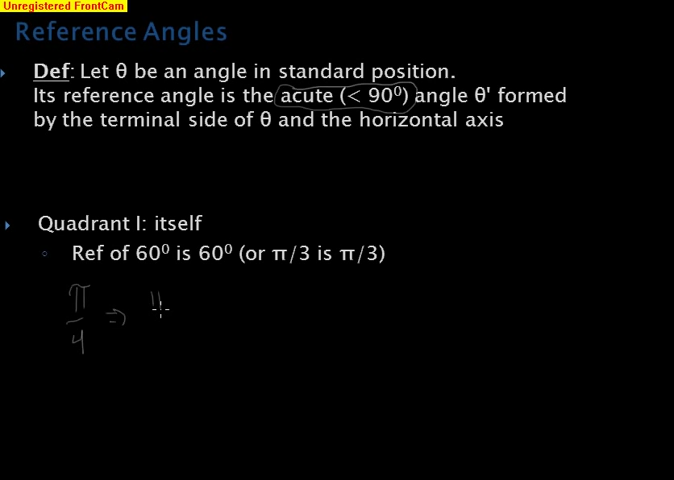 Unregistered FrontCam
Reference Angles
Def: Let θ be an angle in standard position.
Its reference angle is the acute (< 90⁰) angle θ' formed
by the terminal side of θ and the horizontal axis
Quadrant I: itself
Ref of 60⁰ is 60⁰ (or π/3 is π/3)
π/4 ⇒